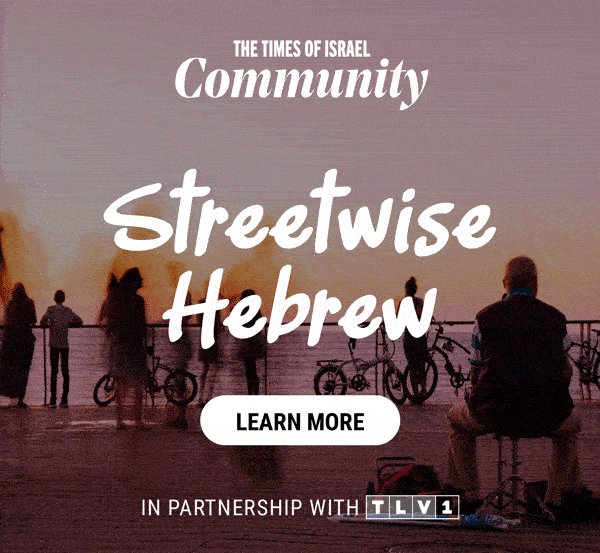 THE TIMES OF ISRAEL
Community
Streetwise
Hebrew
LEARN MORE
IN PARTNERSHIP WITH TLV1